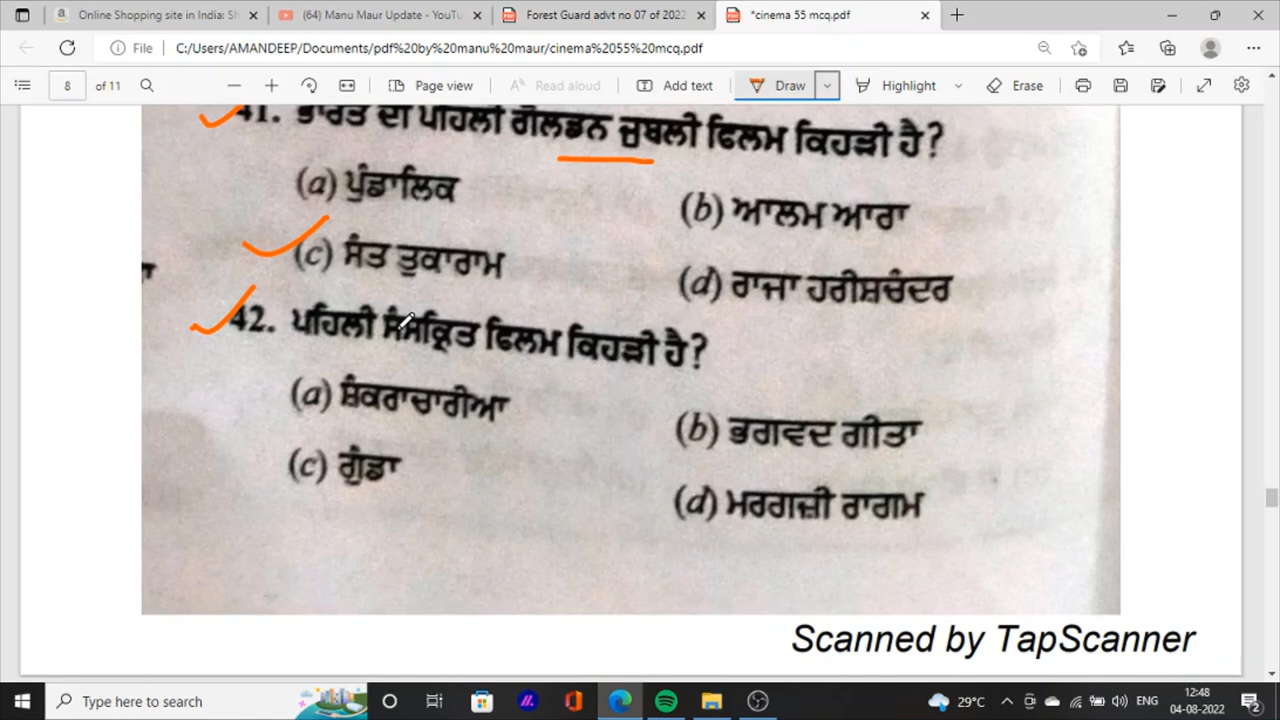 Online Shopping site in India: Sh
(64) Manu Maur Update - YouTu
Forest Guard advt no 07 of 2022
*cinema 55 mcq.pdf
File
C:/Users/AMANDEEP/Documents/pdf%20by%20manu%20maur/cinema%2055%20mcq.pdf
8 of 11
Page view
Read aloud
Add text
Draw
Highlight
Erase
41. ਭਾਰਤ ਦੀ ਪਹਿਲੀ ਗੋਲਡਨ ਜੁਬਲੀ ਫਿਲਮ ਕਿਹੜੀ ਹੈ?
(a) ਪੁੰਡਾਲਿਕ
(b) ਆਲਮ ਆਰਾ
(c) ਸੰਤ ਤੁਕਾਰਾਮ
(d) ਰਾਜਾ ਹਰੀਸ਼ਚੰਦਰ
42. ਪਹਿਲੀ ਸੰਸਕ੍ਰਿਤ ਫਿਲਮ ਕਿਹੜੀ ਹੈ?
(a) ਸ਼ੰਕਰਾਚਾਰੀਆ
(b) ਭਗਵਦ ਗੀਤਾ
(c) ਗੁੰਡਾ
(d) ਮਰਗਜ਼ੀ ਰਾਗਮ
Scanned by TapScanner
Type here to search
29°C
ENG
12:48
04-08-2022
2